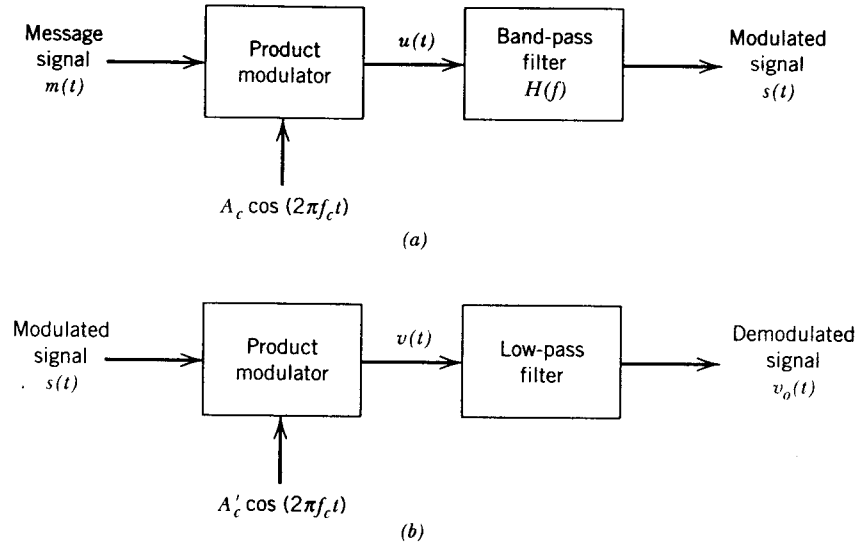 Message
signal
m(t)
Product
modulator
u(t)
Band-pass
filter
H(f)
Modulated
signal
s(t)
A_c cos (2πf_c t)
(a)
Modulated
signal
s(t)
Product
modulator
v(t)
Low-pass
filter
Demodulated
signal
v_o(t)
A'_c cos (2πf_c t)
(b)